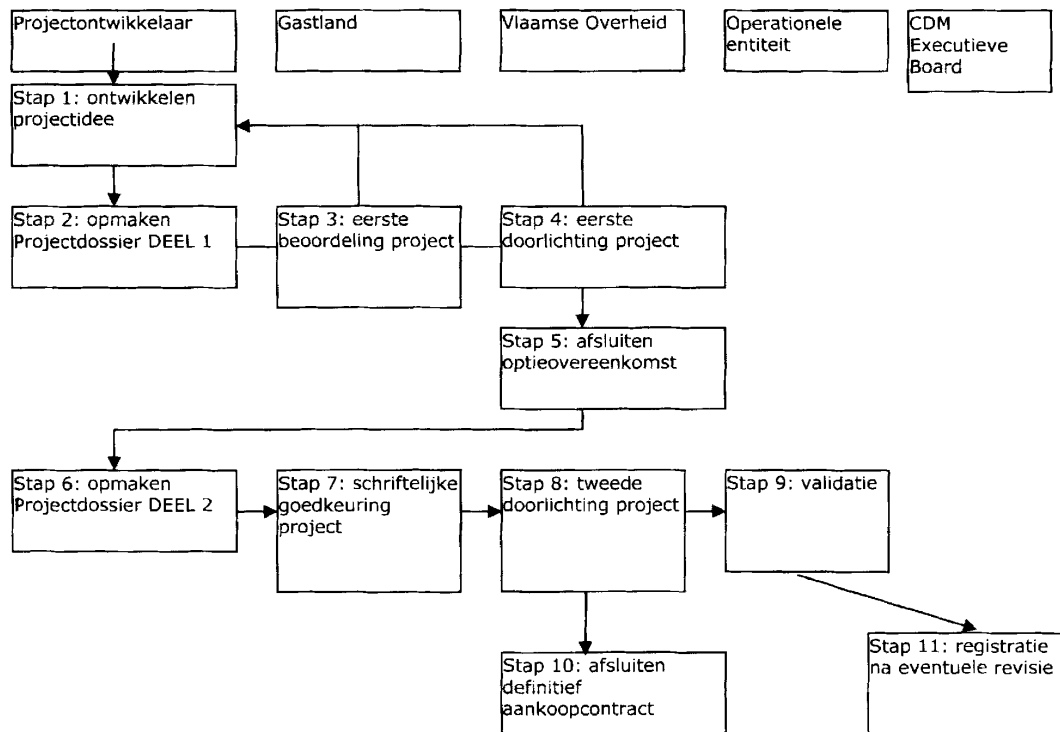 Projectontwikkelaar
Gastland
Vlaamse Overheid
Operationele
entiteit
CDM
Executieve
Board
Stap 1: ontwikkelen
projectidee
Stap 2: opmaken
Projectdossier DEEL 1
Stap 3: eerste
beoordeling project
Stap 4: eerste
doorlichting project
Stap 5: afsluiten
optieovereenkomst
Stap 6: opmaken
Projectdossier DEEL 2
Stap 7: schriftelijke
goedkeuring
project
Stap 8: tweede
doorlichting project
Stap 9: validatie
Stap 10: afsluiten
definitief
aankoopcontract
Stap 11: registratie
na eventuele revisie